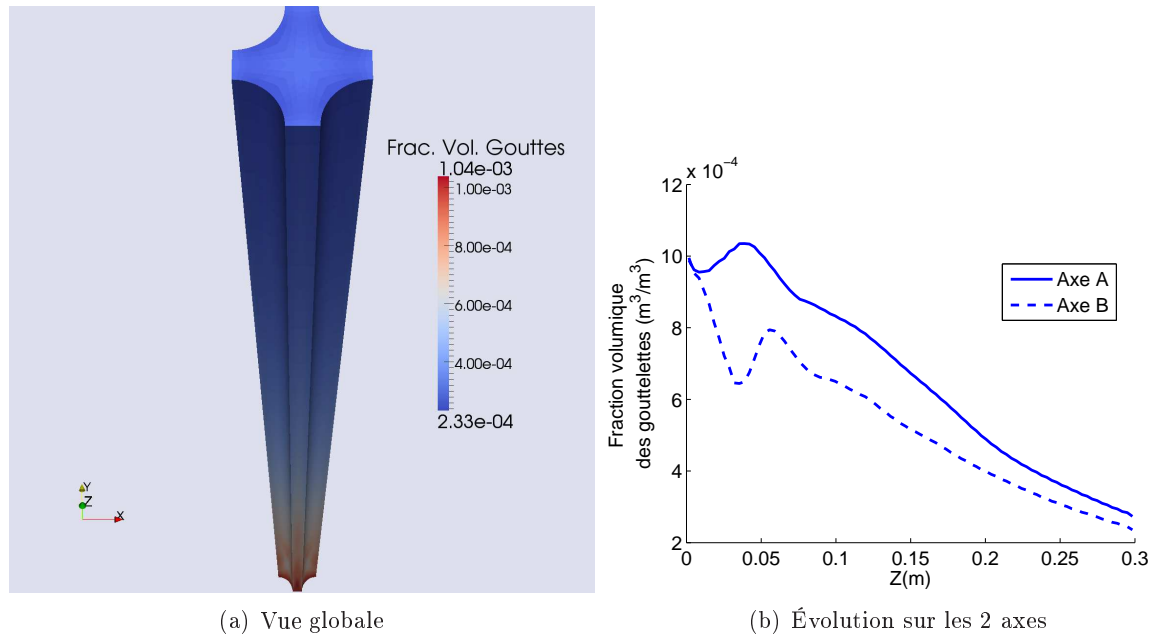 Frac. Vol. Gouttes
1.04e-03
1.00e-03
8.00e-04
6.00e-04
4.00e-04
2.33e-04
Y
Z
X
(a) Vue globale
x 10⁻⁴
12
10
8
6
4
2
Fraction volumique
des gouttelettes (m³/m³)
Axe A
Axe B
0 0.05 0.1 0.15 0.2 0.25 0.3
Z(m)
(b) Évolution sur les 2 axes